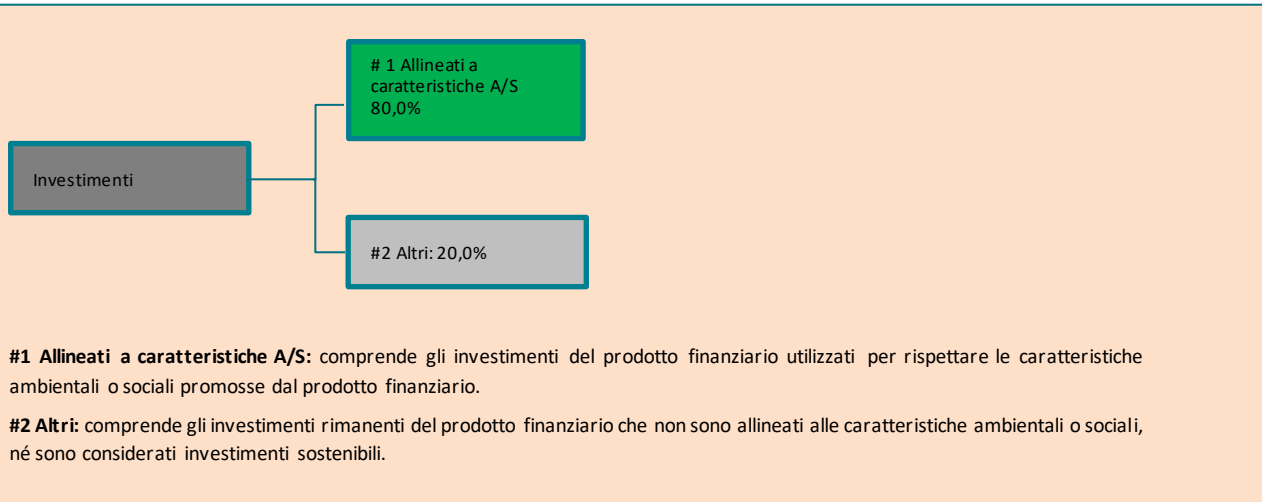 # 1 Allineati a
caratteristiche A/S
80,0%
Investimenti
#2 Altri: 20,0%
#1 Allineati a caratteristiche A/S: comprende gli investimenti del prodotto finanziario utilizzati per rispettare le caratteristiche
ambientali o sociali promosse dal prodotto finanziario.
#2 Altri: comprende gli investimenti rimanenti del prodotto finanziario che non sono allineati alle caratteristiche ambientali o sociali,
né sono considerati investimenti sostenibili.